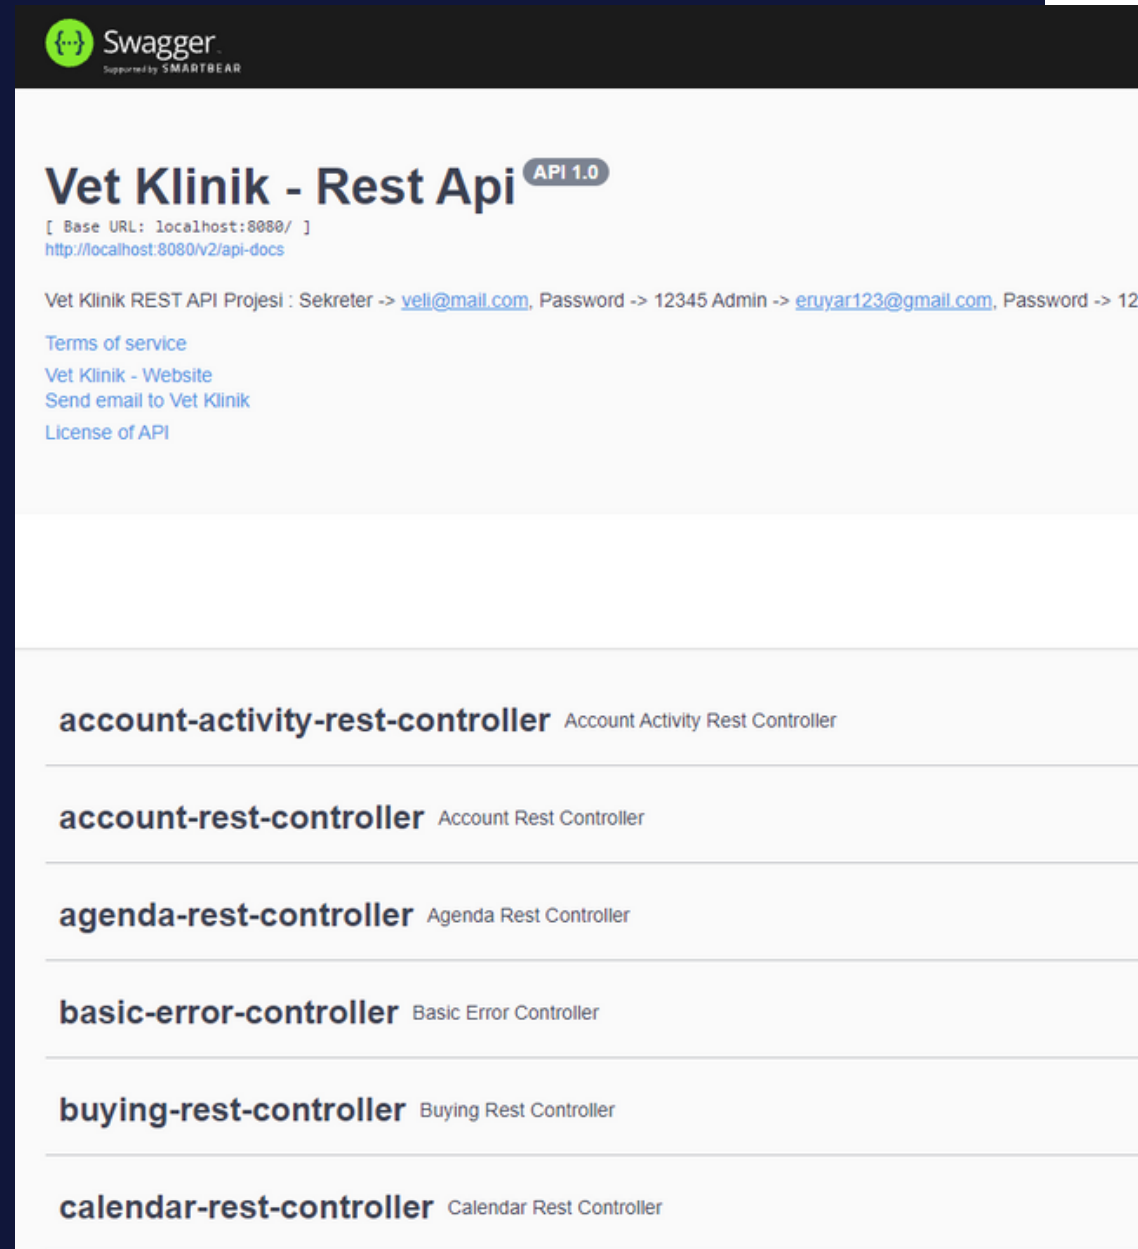 {···} Swagger
Supported by SMARTBEAR
Vet Klinik - Rest Api API 1.0
[ Base URL: localhost:8080/ ]
http://localhost:8080/v2/api-docs
Vet Klinik REST API Projesi : Sekreter -> veli@mail.com, Password -> 12345 Admin -> eruyar123@gmail.com, Password -> 12
Terms of service
Vet Klinik - Website
Send email to Vet Klinik
License of API
account-activity-rest-controller Account Activity Rest Controller
account-rest-controller Account Rest Controller
agenda-rest-controller Agenda Rest Controller
basic-error-controller Basic Error Controller
buying-rest-controller Buying Rest Controller
calendar-rest-controller Calendar Rest Controller